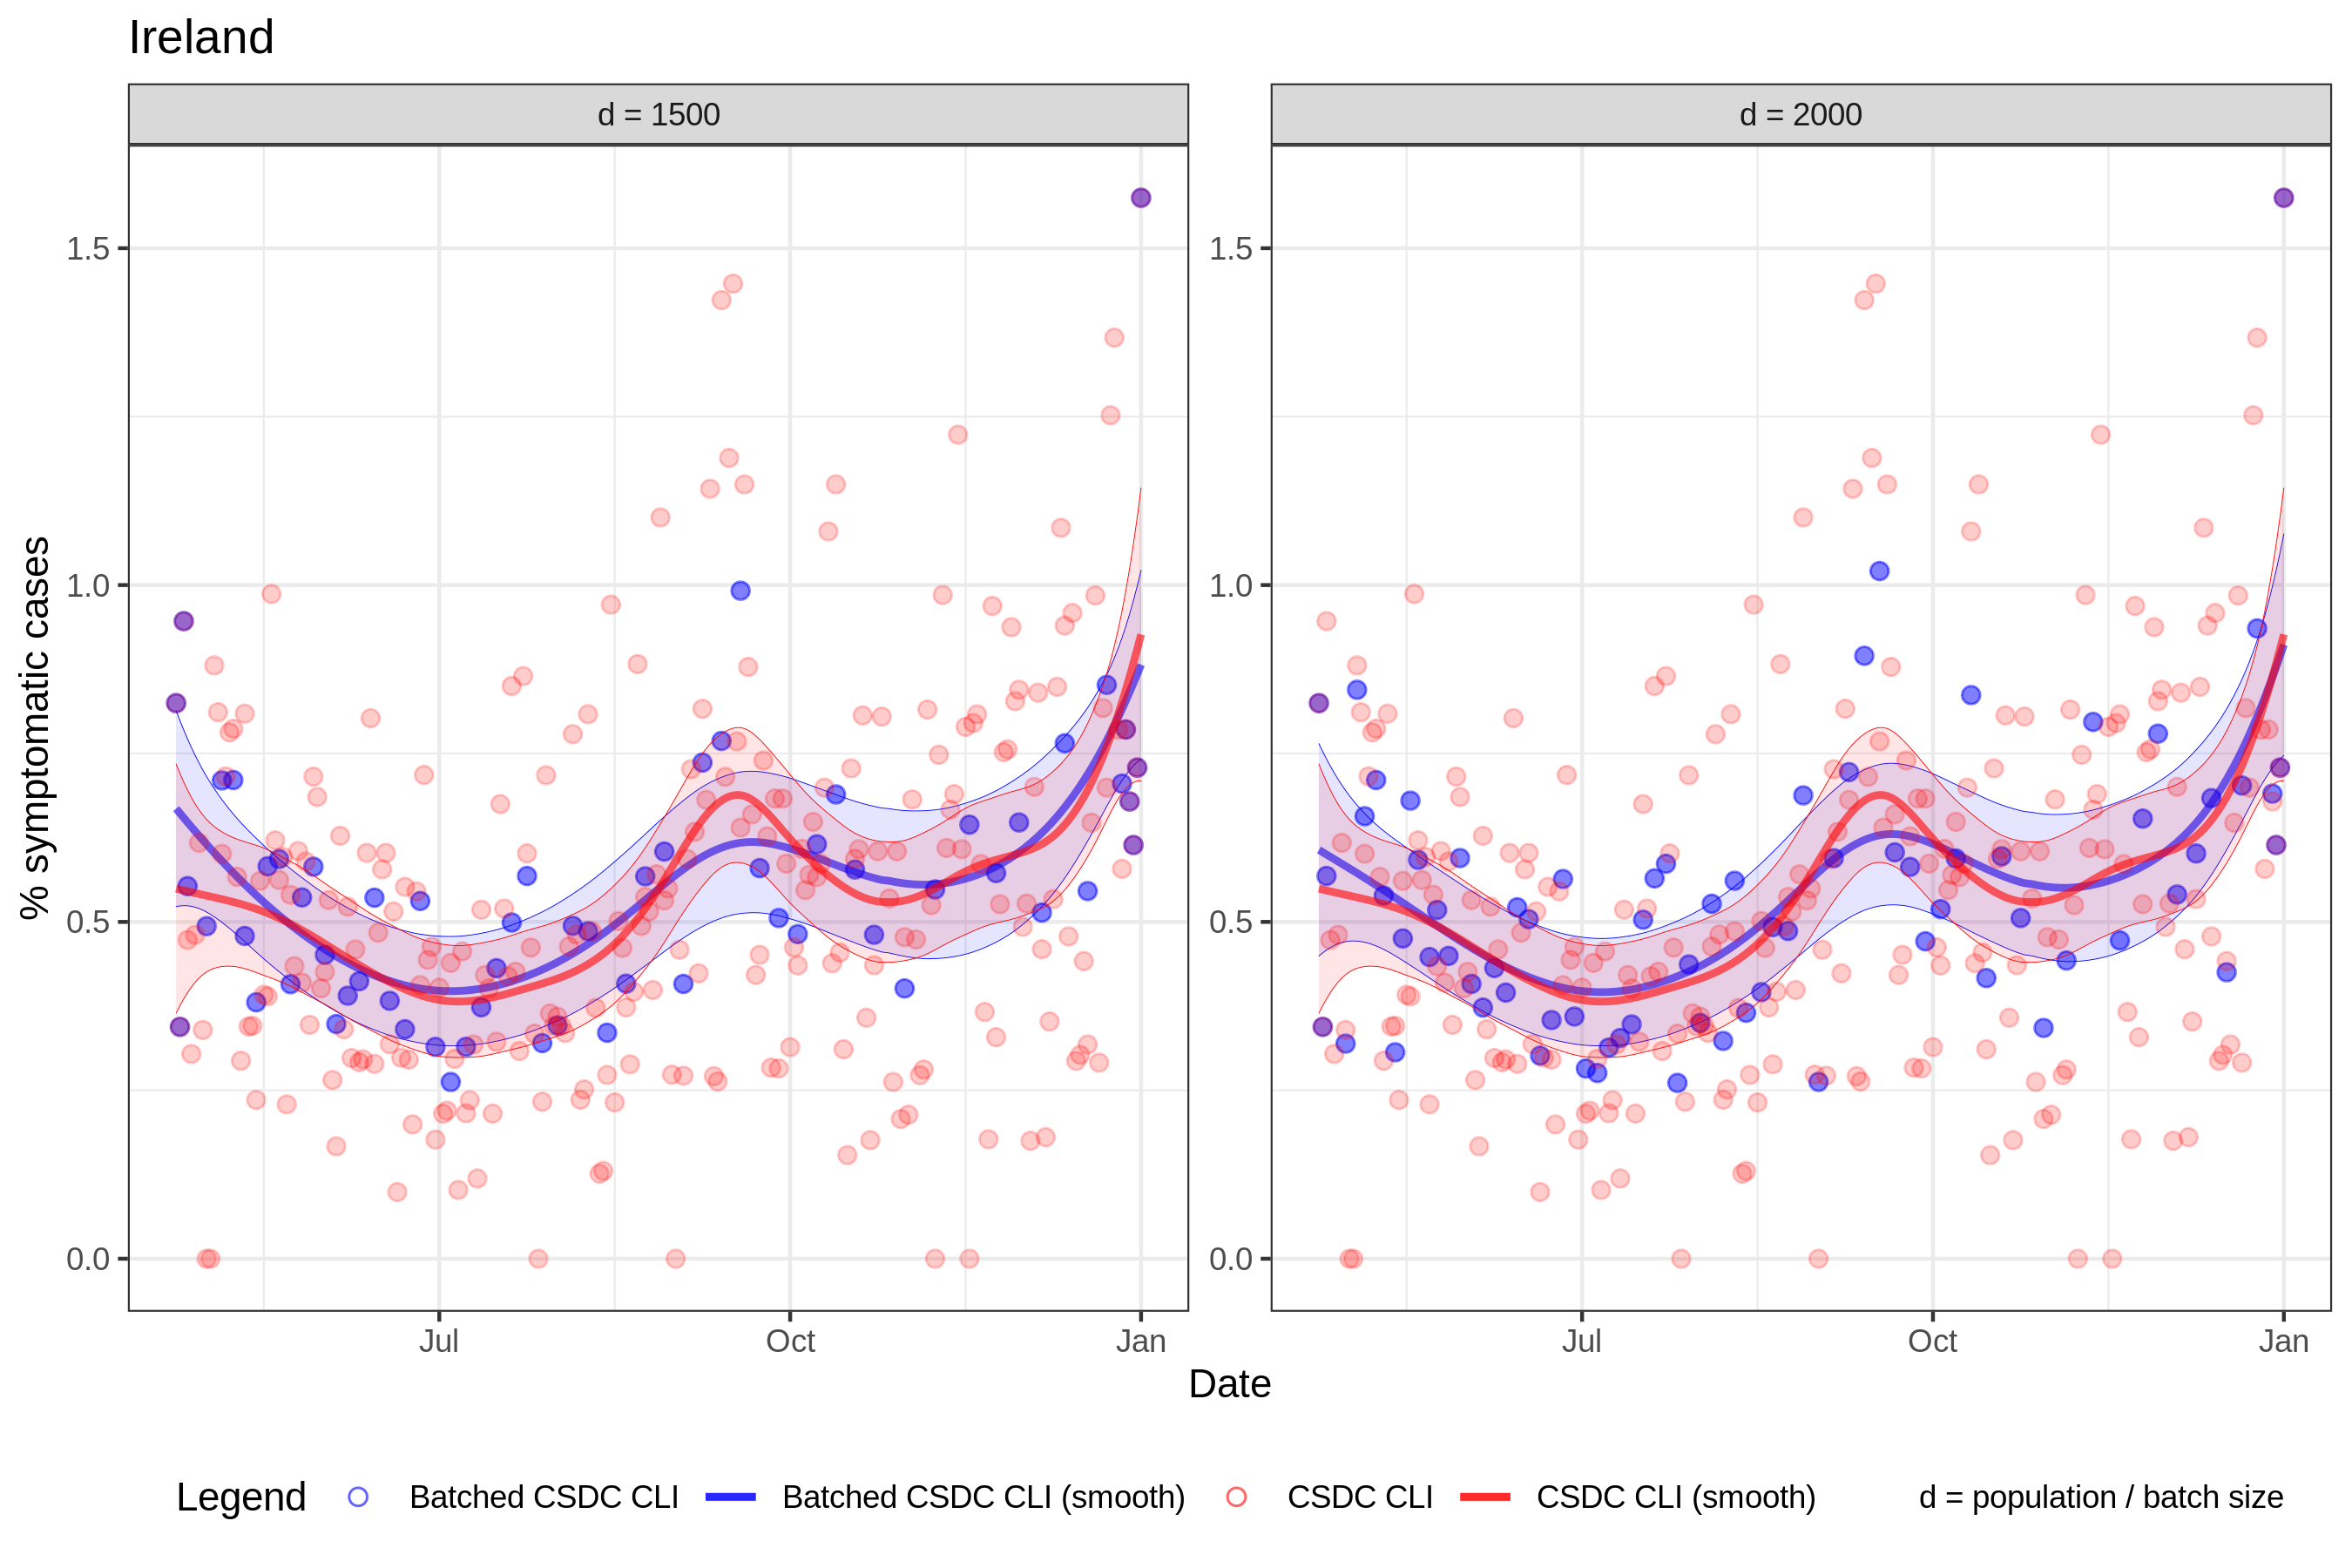 Ireland
d = 1500
d = 2000
% symptomatic cases
1.5
1.0
0.5
0.0
1.5
1.0
0.5
0.0
Jul
Oct
Jan
Jul
Oct
Jan
Date
Legend
Batched CSDC CLI
Batched CSDC CLI (smooth)
CSDC CLI
CSDC CLI (smooth)
d = population / batch size